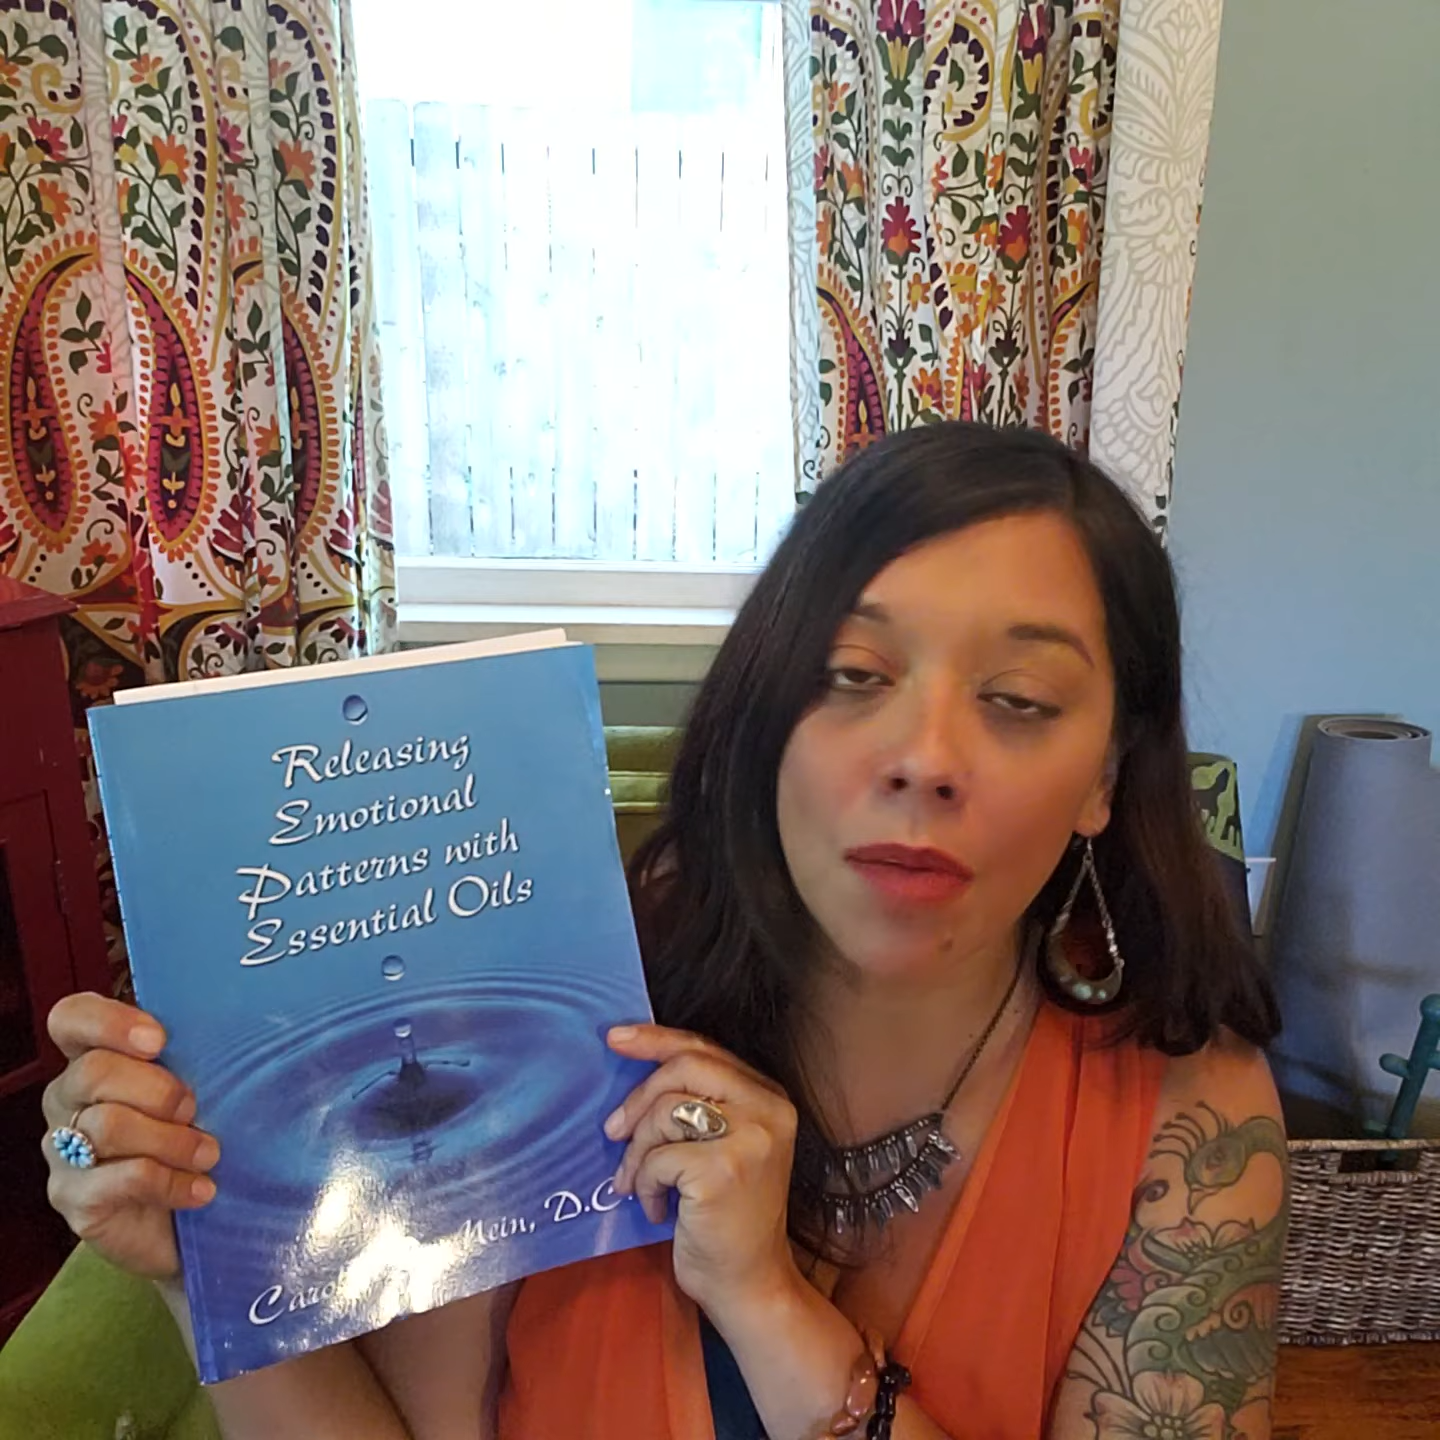 Releasing
Emotional
Patterns with
Essential Oils
Mein, D.C.